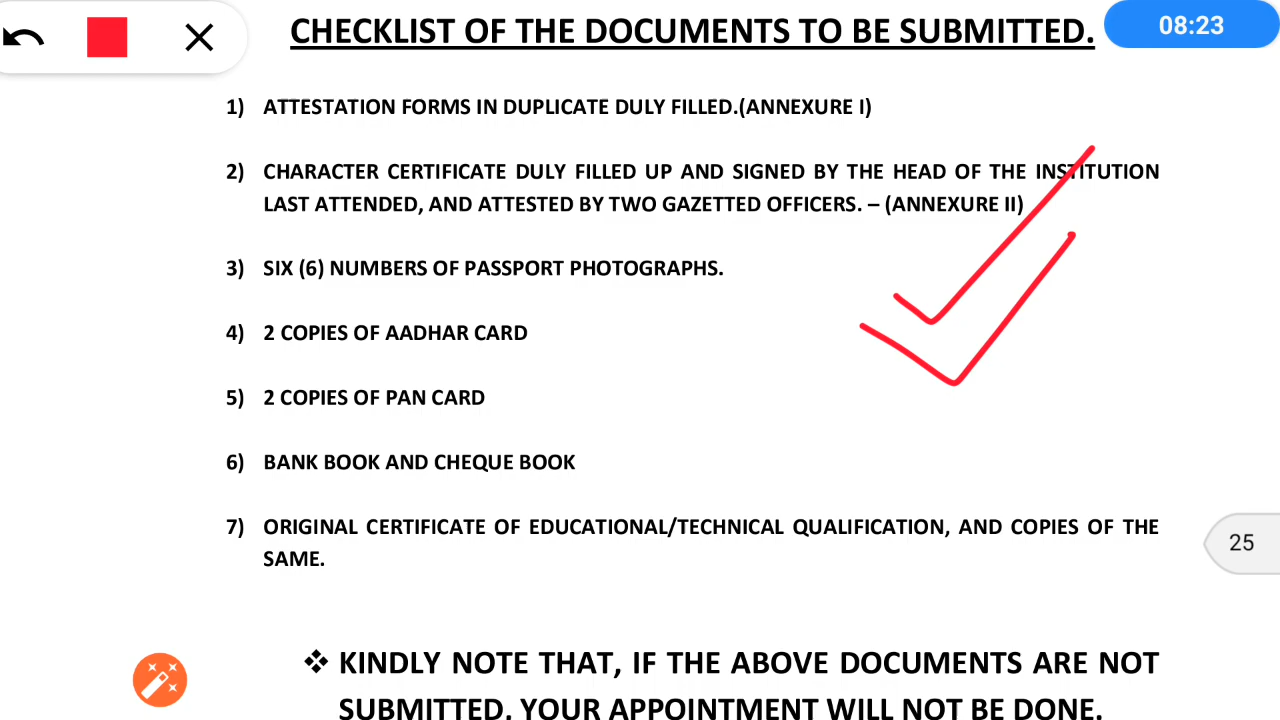 CHECKLIST OF THE DOCUMENTS TO BE SUBMITTED.
08:23
1) ATTESTATION FORMS IN DUPLICATE DULY FILLED.(ANNEXURE I)
2) CHARACTER CERTIFICATE DULY FILLED UP AND SIGNED BY THE HEAD OF THE INSTITUTION
LAST ATTENDED, AND ATTESTED BY TWO GAZETTED OFFICERS. – (ANNEXURE II)
3) SIX (6) NUMBERS OF PASSPORT PHOTOGRAPHS.
4) 2 COPIES OF AADHAR CARD
5) 2 COPIES OF PAN CARD
6) BANK BOOK AND CHEQUE BOOK
7) ORIGINAL CERTIFICATE OF EDUCATIONAL/TECHNICAL QUALIFICATION, AND COPIES OF THE
SAME.
25
❖ KINDLY NOTE THAT, IF THE ABOVE DOCUMENTS ARE NOT
SUBMITTED, YOUR APPOINTMENT WILL NOT BE DONE.